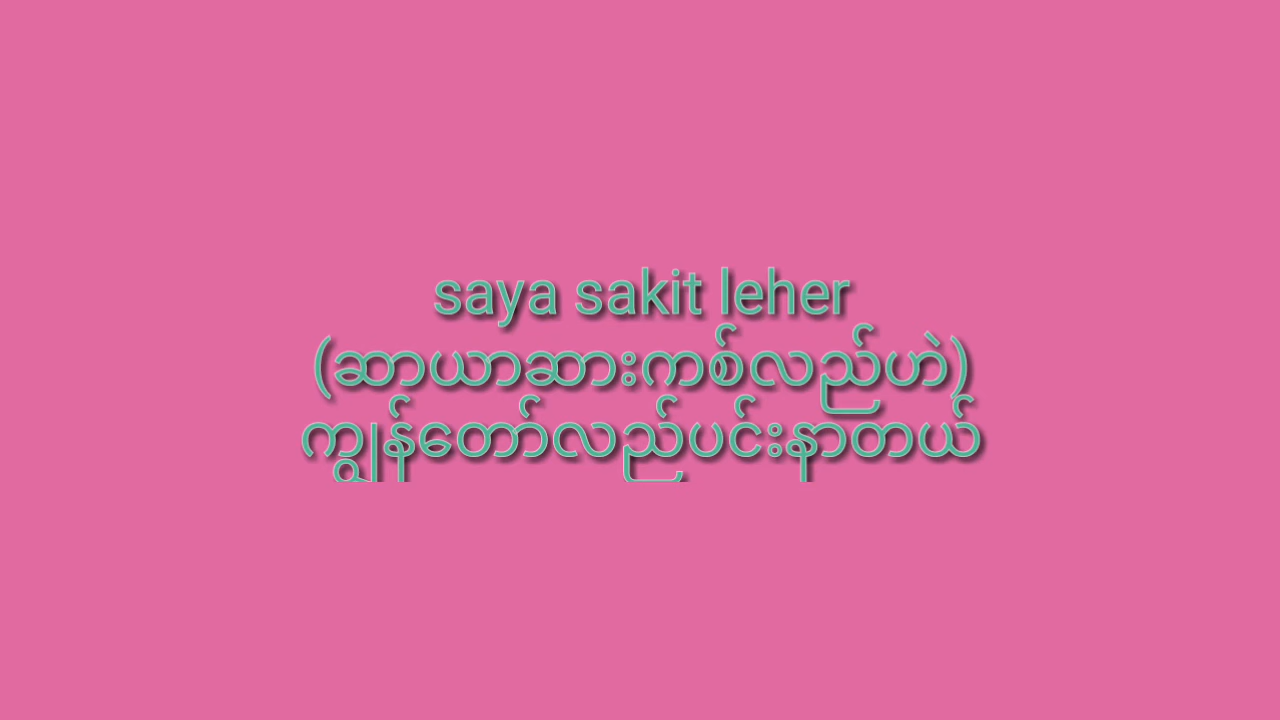 saya sakit leher
(ဆာယာဆားကစ်လည်ဟဲ)
ကျွန်တော်လည်ပင်းနာတယ်